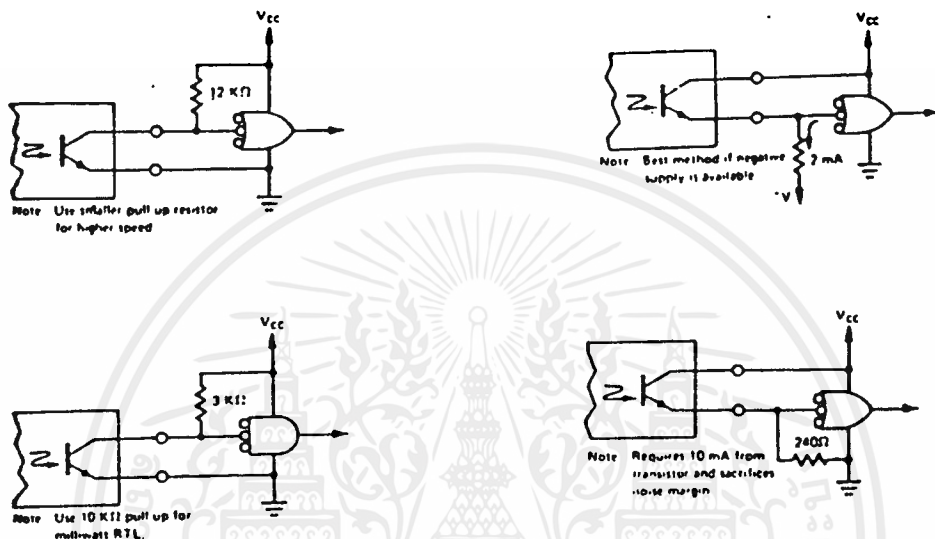 Vcc
12 KΩ
Note Use smaller pull up resistor
for higher speed
Vcc
2 mA
Note Best method if negative
supply is available
V
Vcc
3 KΩ
Note Use 10 KΩ pull up for
milliwatt RTL.
Vcc
240Ω
Note Requires 10 mA from
transistor and sacrifices
noise margin